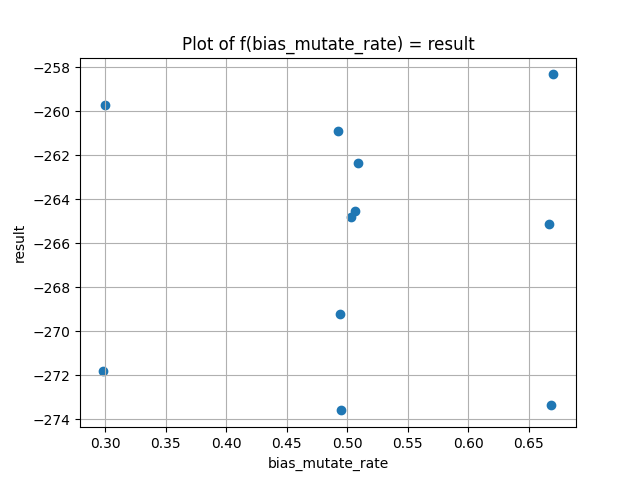 Plot of f(bias_mutate_rate) = result
−258
−260
−262
−264
−266
−268
−270
−272
−274
result
0.30 0.35 0.40 0.45 0.50 0.55 0.60 0.65
bias_mutate_rate